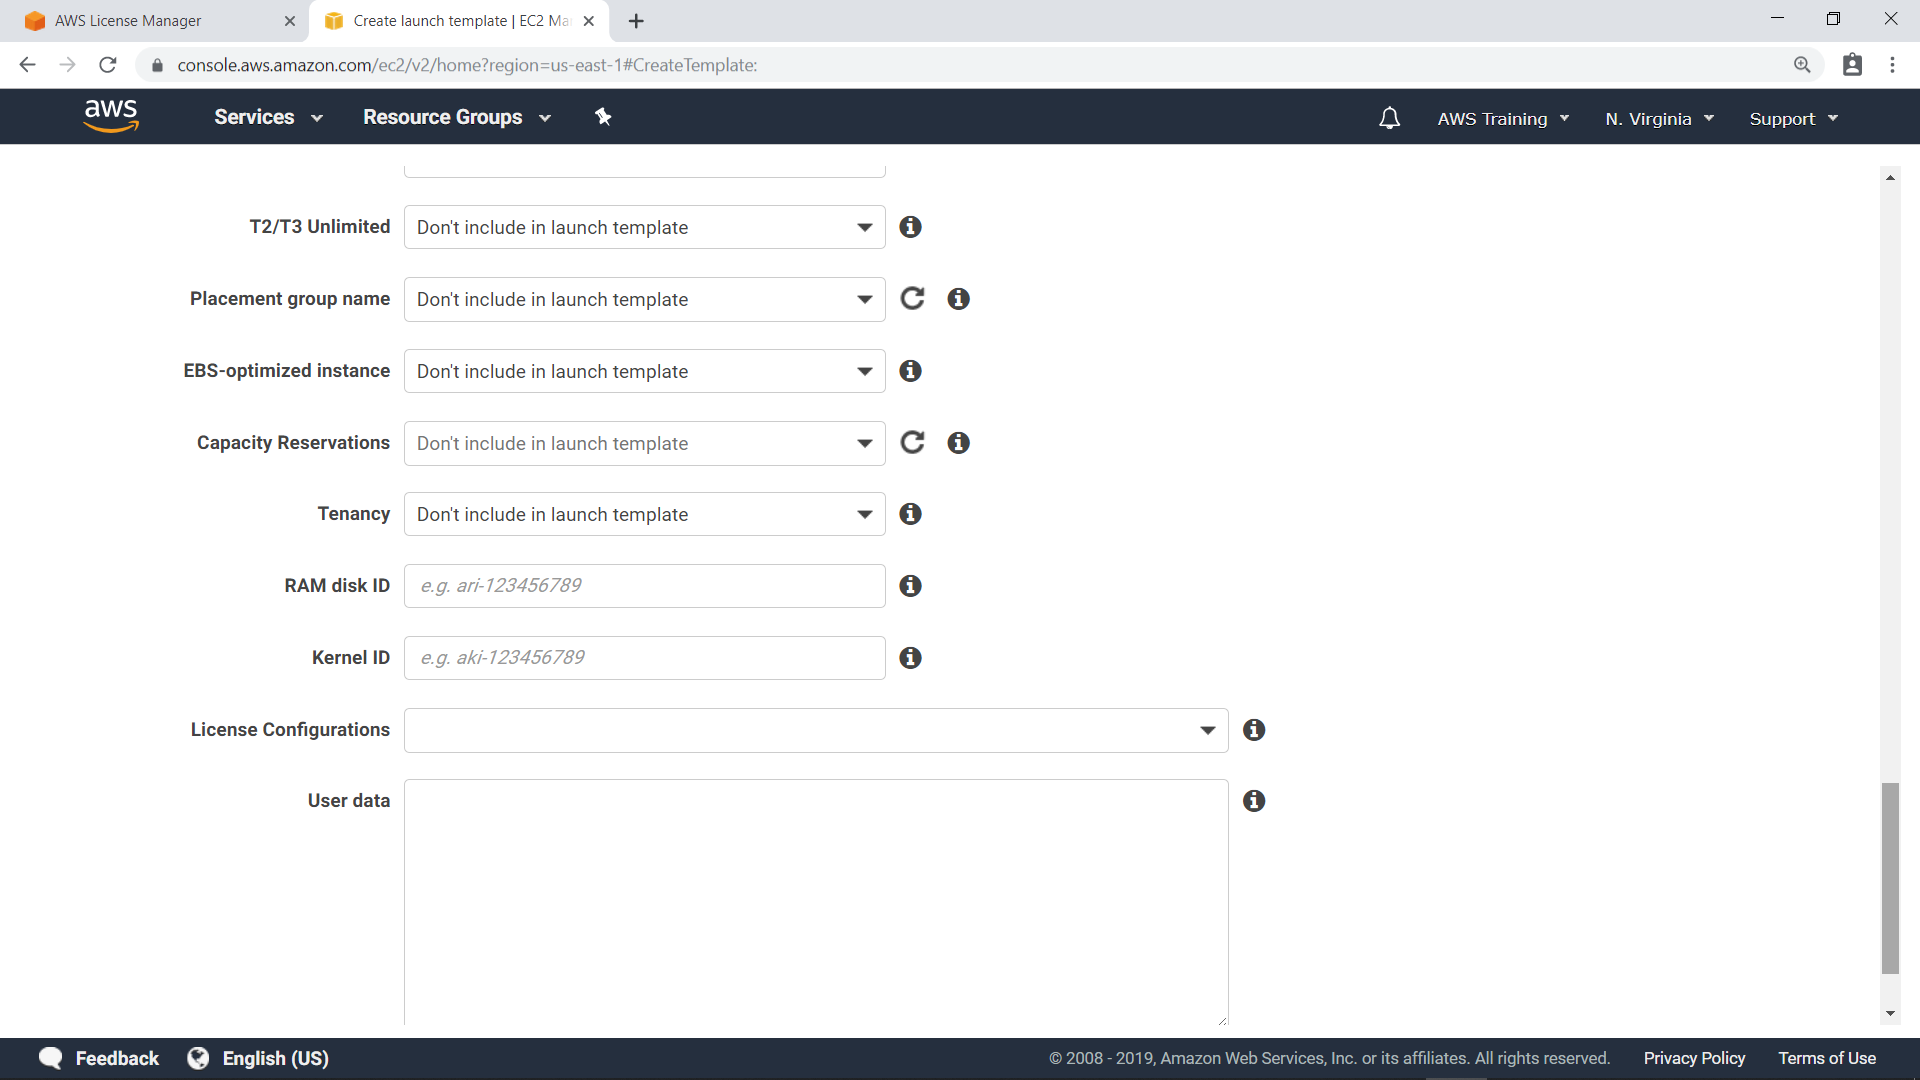 AWS License Manager
Create launch template | EC2 Ma
console.aws.amazon.com/ec2/v2/home?region=us-east-1#CreateTemplate:
aws Services Resource Groups AWS Training N. Virginia Support
T2/T3 Unlimited Don't include in launch template
Placement group name Don't include in launch template
EBS-optimized instance Don't include in launch template
Capacity Reservations Don't include in launch template
Tenancy Don't include in launch template
RAM disk ID e.g. ari-123456789
Kernel ID e.g. aki-123456789
License Configurations
User data
Feedback English (US) © 2008 - 2019, Amazon Web Services, Inc. or its affiliates. All rights reserved. Privacy Policy Terms of Use